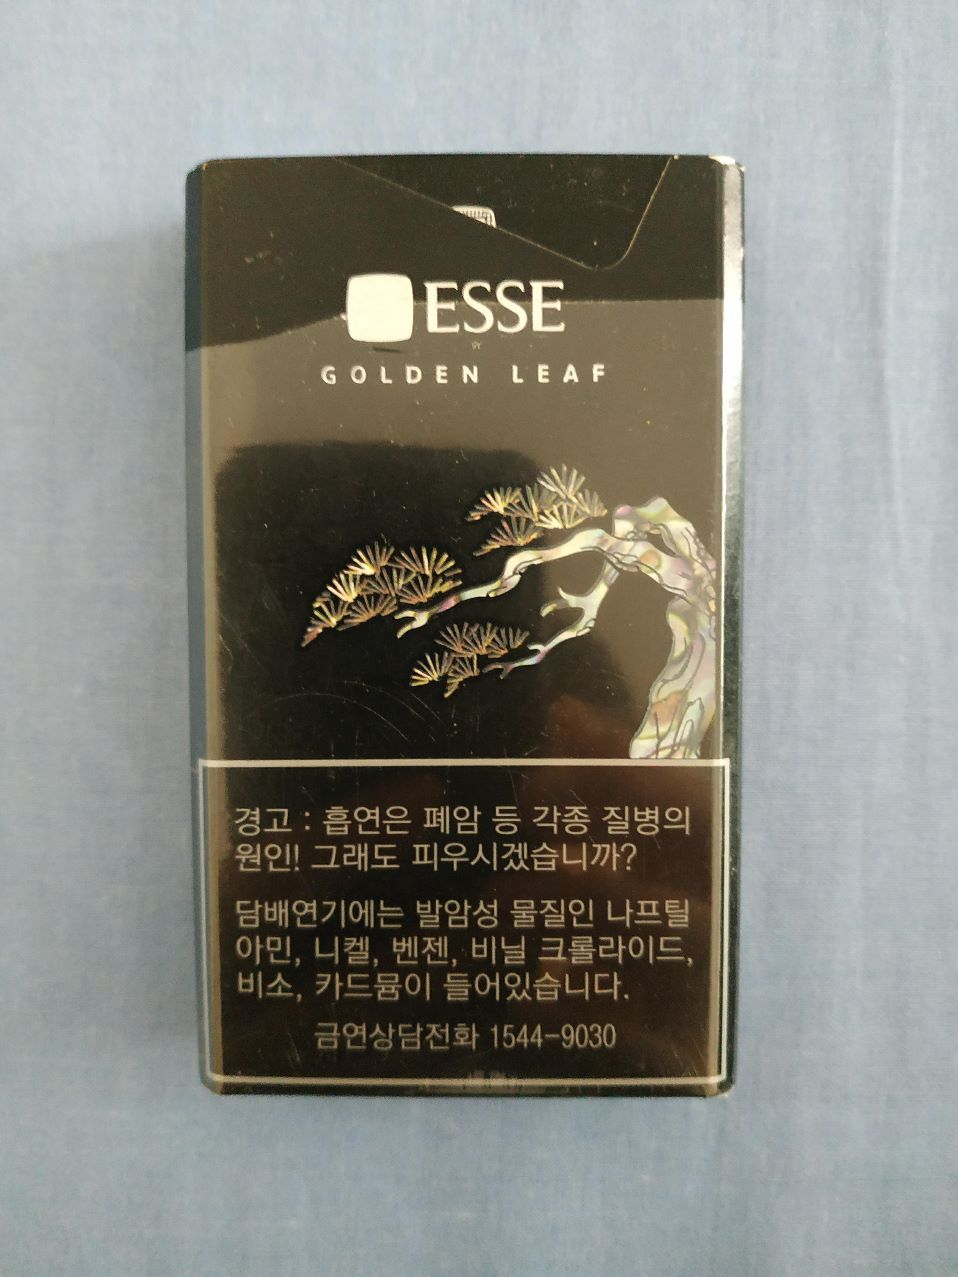 ESSE
GOLDEN LEAF
경고 : 흡연은 폐암 등 각종 질병의
원인! 그래도 피우시겠습니까?
담배연기에는 발암성 물질인 나프틸
아민, 니켈, 벤젠, 비닐 크롤라이드,
비소, 카드뮴이 들어있습니다.
금연상담전화 1544-9030